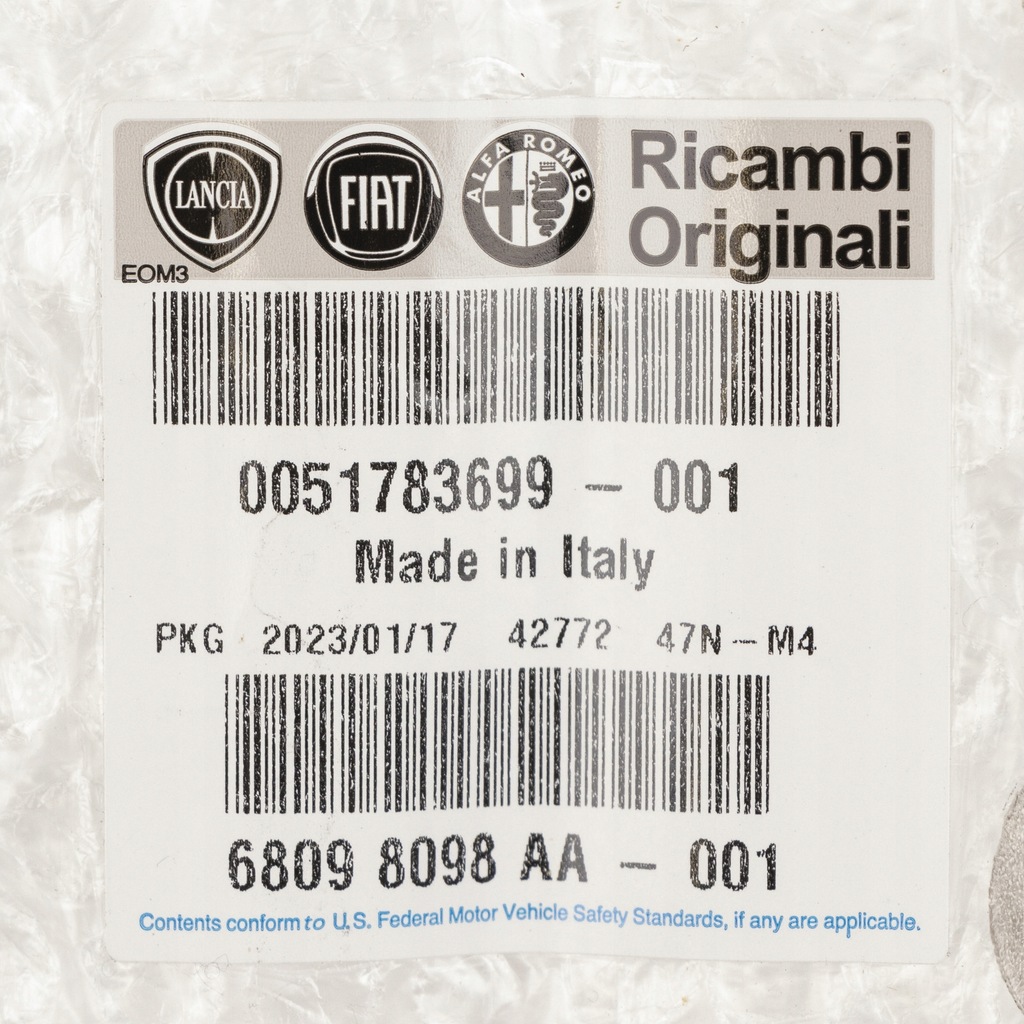 LANCIA
FIAT
ALFA ROMEO
Ricambi
Originali
EOM3
0051783699 - 001
Made in Italy
PKG 2023/01/17 42772 47N-M4
6809 8098 AA - 001
Contents conform to U.S. Federal Motor Vehicle Safety Standards, if any are applicable.